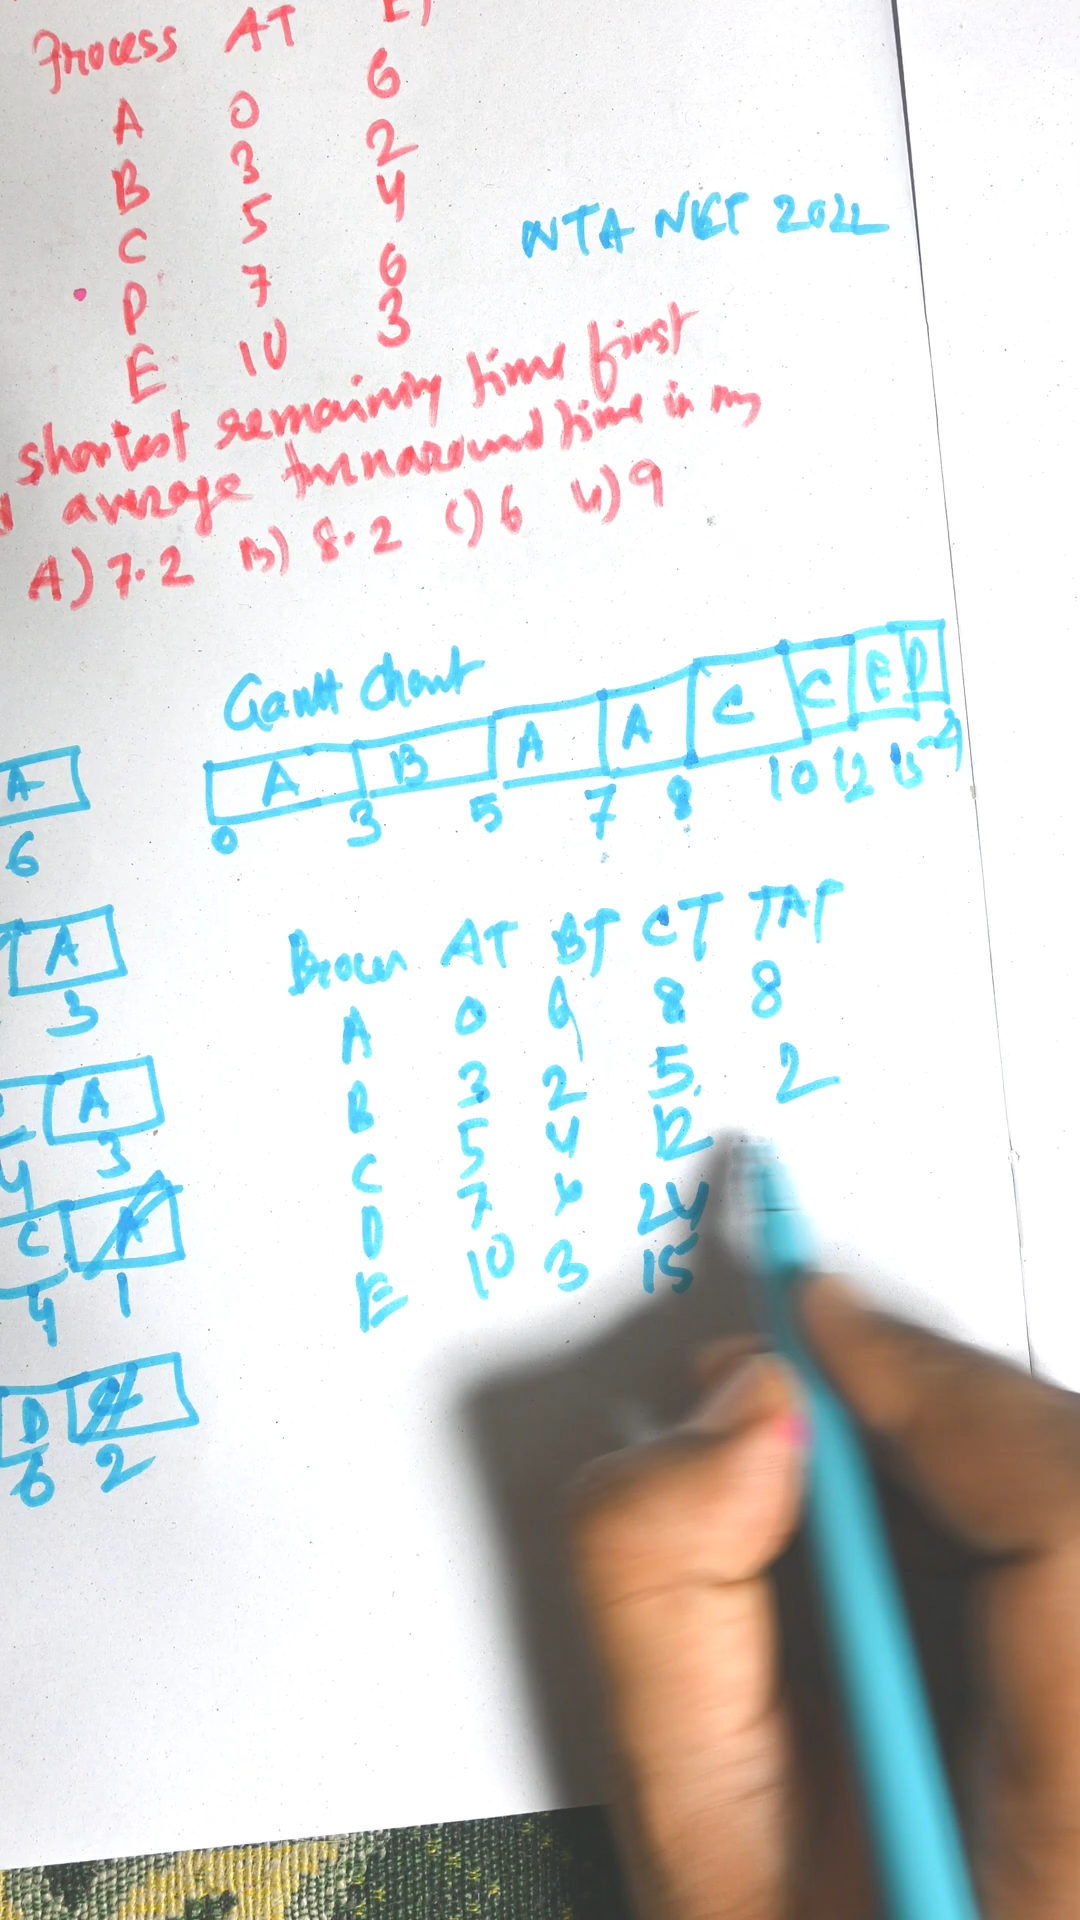 Process AT
A 0 6
B 3 2
C 5 4
D 7 6
E 10 3
NTA NET 2022
shortest remaining time first
average turnaround time in ms
A) 7.2 B) 8.2 C) 6 4) 9
Gantt Chart
A B A A C C E D
0 3 5 7 8 10 12 15
A
6
A
3
A
4 3
C A
4 1
D
6 2
Process AT BT CT TAT
A 0 8 8
B 3 2 5 2
C 5 4 12
D 7 24
E 10 3 15